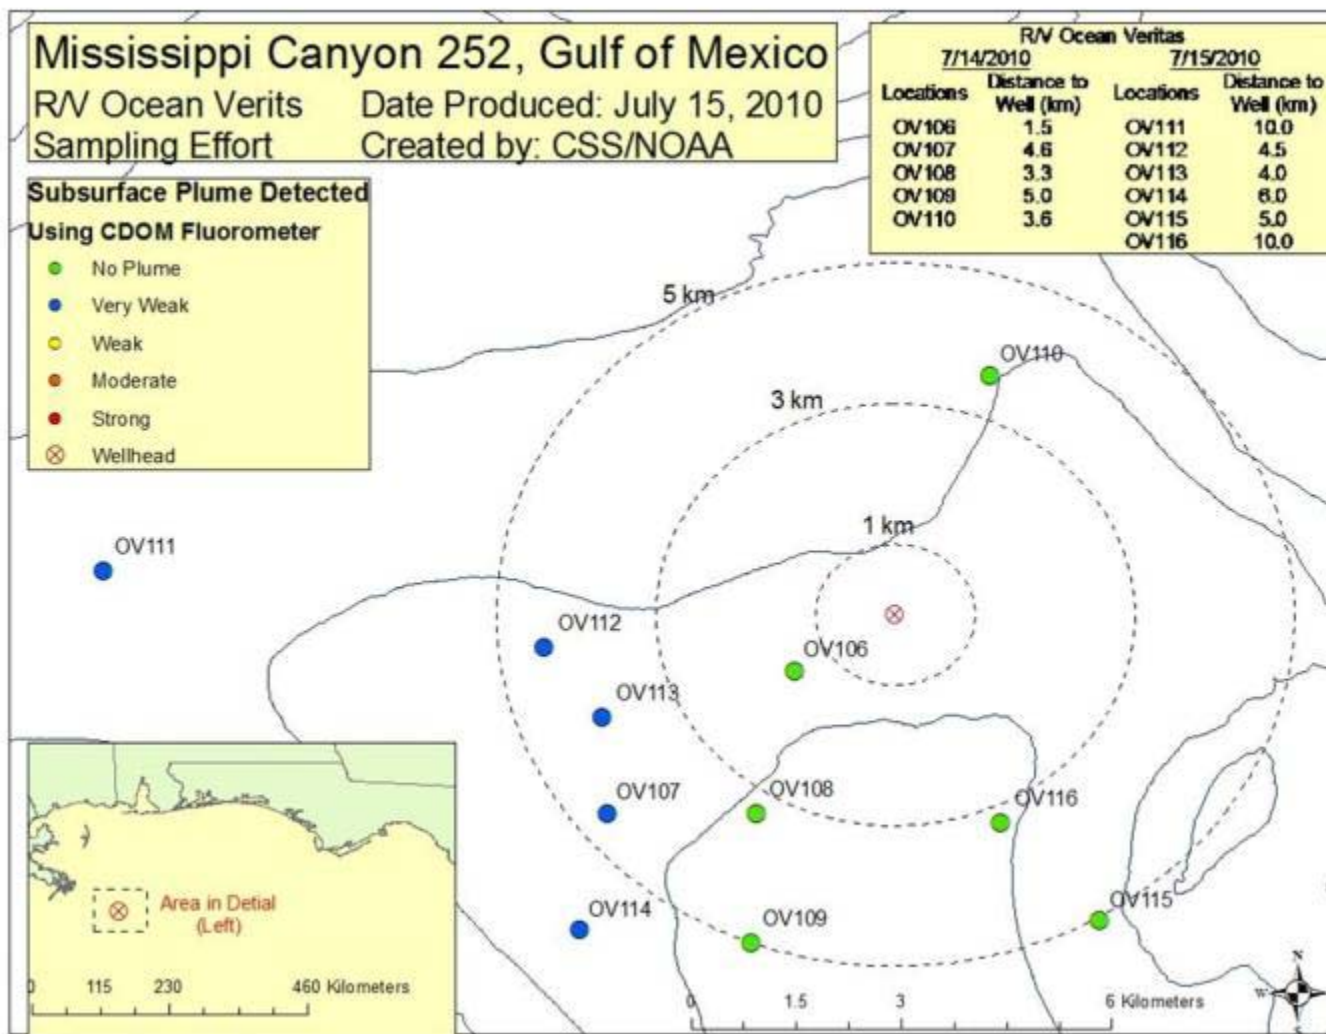 Mississippi Canyon 252, Gulf of Mexico
R/V Ocean Verits Date Produced: July 15, 2010
Sampling Effort Created by: CSS/NOAA
R/V Ocean Veritas
7/14/2010 7/15/2010
Locations Distance to Well (km) Locations Distance to Well (km)
OV106 1.5 OV111 10.0
OV107 4.6 OV112 4.5
OV108 3.3 OV113 4.0
OV109 5.0 OV114 6.0
OV110 3.6 OV115 5.0
OV116 10.0
Subsurface Plume Detected
Using CDOM Fluorometer
No Plume
Very Weak
Weak
Moderate
Strong
Wellhead
5 km
OV110
3 km
1 km
OV111
OV112
OV106
OV113
OV107
OV108
OV116
OV114
OV109
OV115
Area in Detial
(Left)
0 115 230 460 Kilometers
0 1.5 3 6 Kilometers
N
W